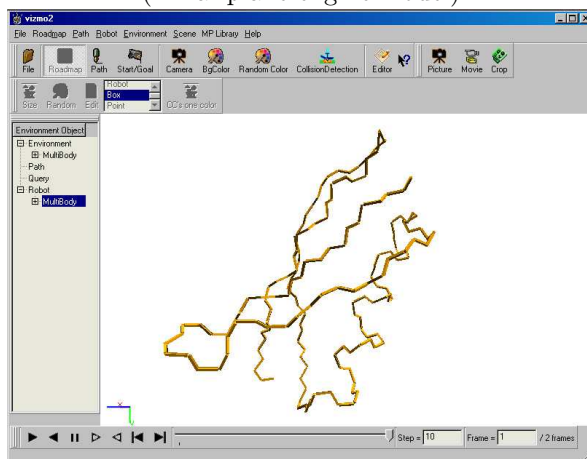 vizmo2
File Roadmap Path Robot Environment Scene MP Library Help
File Roadmap Path Start/Goal Camera BgColor Random Color CollisionDetection Editor Picture Movie Crop
Robot
Box
Point
Size Random Edit CC's one color
Environment Object
Environment
MultiBody
Path
Query
Robot
MultiBody
Step = 10 Frame = 1 / 2 frames